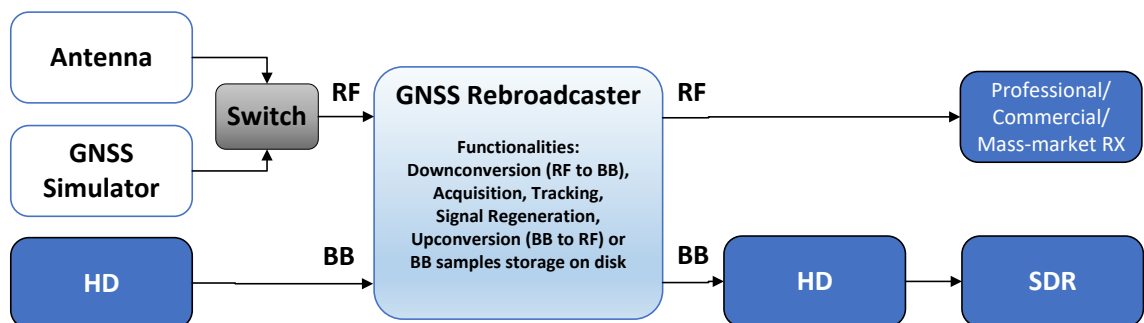 Antenna
GNSS
Simulator
Switch
RF
GNSS Rebroadcaster
Functionalities:
Downconversion (RF to BB),
Acquisition, Tracking,
Signal Regeneration,
Upconversion (BB to RF) or
BB samples storage on disk
RF
Professional/
Commercial/
Mass-market RX
HD
BB
BB
HD
SDR